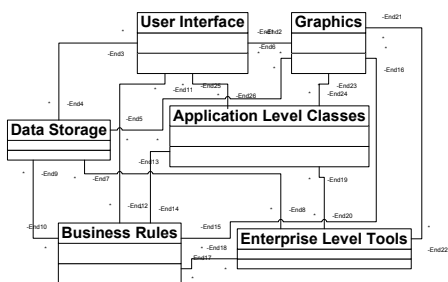 User Interface
Graphics
-End21
-End1
-End2
-End6
-End3
-End11
-End25
-End23
-End16
-End24
-End26
-End4
-End5
Data Storage
Application Level Classes
-End9
-End7
-End13
-End19
-End12
-End14
-End8
-End20
-End10
-End15
Business Rules
-End18
-End17
Enterprise Level Tools
-End22